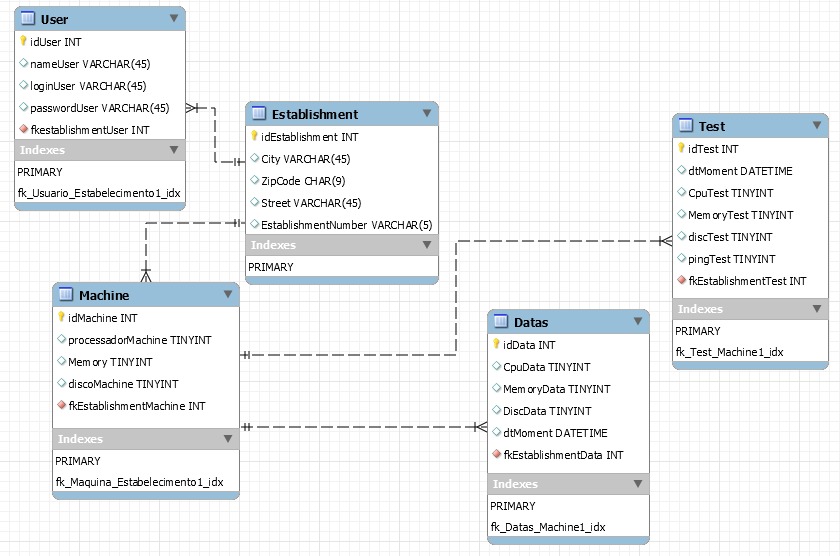 User
idUser INT
nameUser VARCHAR(45)
loginUser VARCHAR(45)
passwordUser VARCHAR(45)
fkestablishmentUser INT
Indexes
PRIMARY
fk_Usuario_Estabelecimento1_idx
Establishment
idEstablishment INT
City VARCHAR(45)
ZipCode CHAR(9)
Street VARCHAR(45)
EstablishmentNumber VARCHAR(5)
Indexes
PRIMARY
Test
idTest INT
dtMoment DATETIME
CpuTest TINYINT
MemoryTest TINYINT
discTest TINYINT
pingTest TINYINT
fkEstablishmentTest INT
Indexes
PRIMARY
fk_Test_Machine1_idx
Machine
idMachine INT
processadorMachine TINYINT
Memory TINYINT
discoMachine TINYINT
fkEstablishmentMachine INT
Indexes
PRIMARY
fk_Maquina_Estabelecimento1_idx
Datas
idData INT
CpuData TINYINT
MemoryData TINYINT
DiscData TINYINT
dtMoment DATETIME
fkEstablishmentData INT
Indexes
PRIMARY
fk_Datas_Machine1_idx